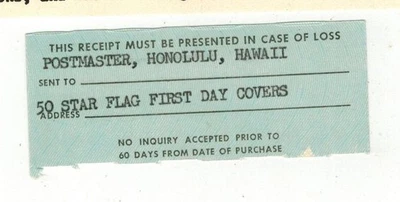 THIS RECEIPT MUST BE PRESENTED IN CASE OF LOSS
POSTMASTER, HONOLULU, HAWAII
SENT TO
50 STAR FLAG FIRST DAY COVERS
ADDRESS
NO INQUIRY ACCEPTED PRIOR TO
60 DAYS FROM DATE OF PURCHASE